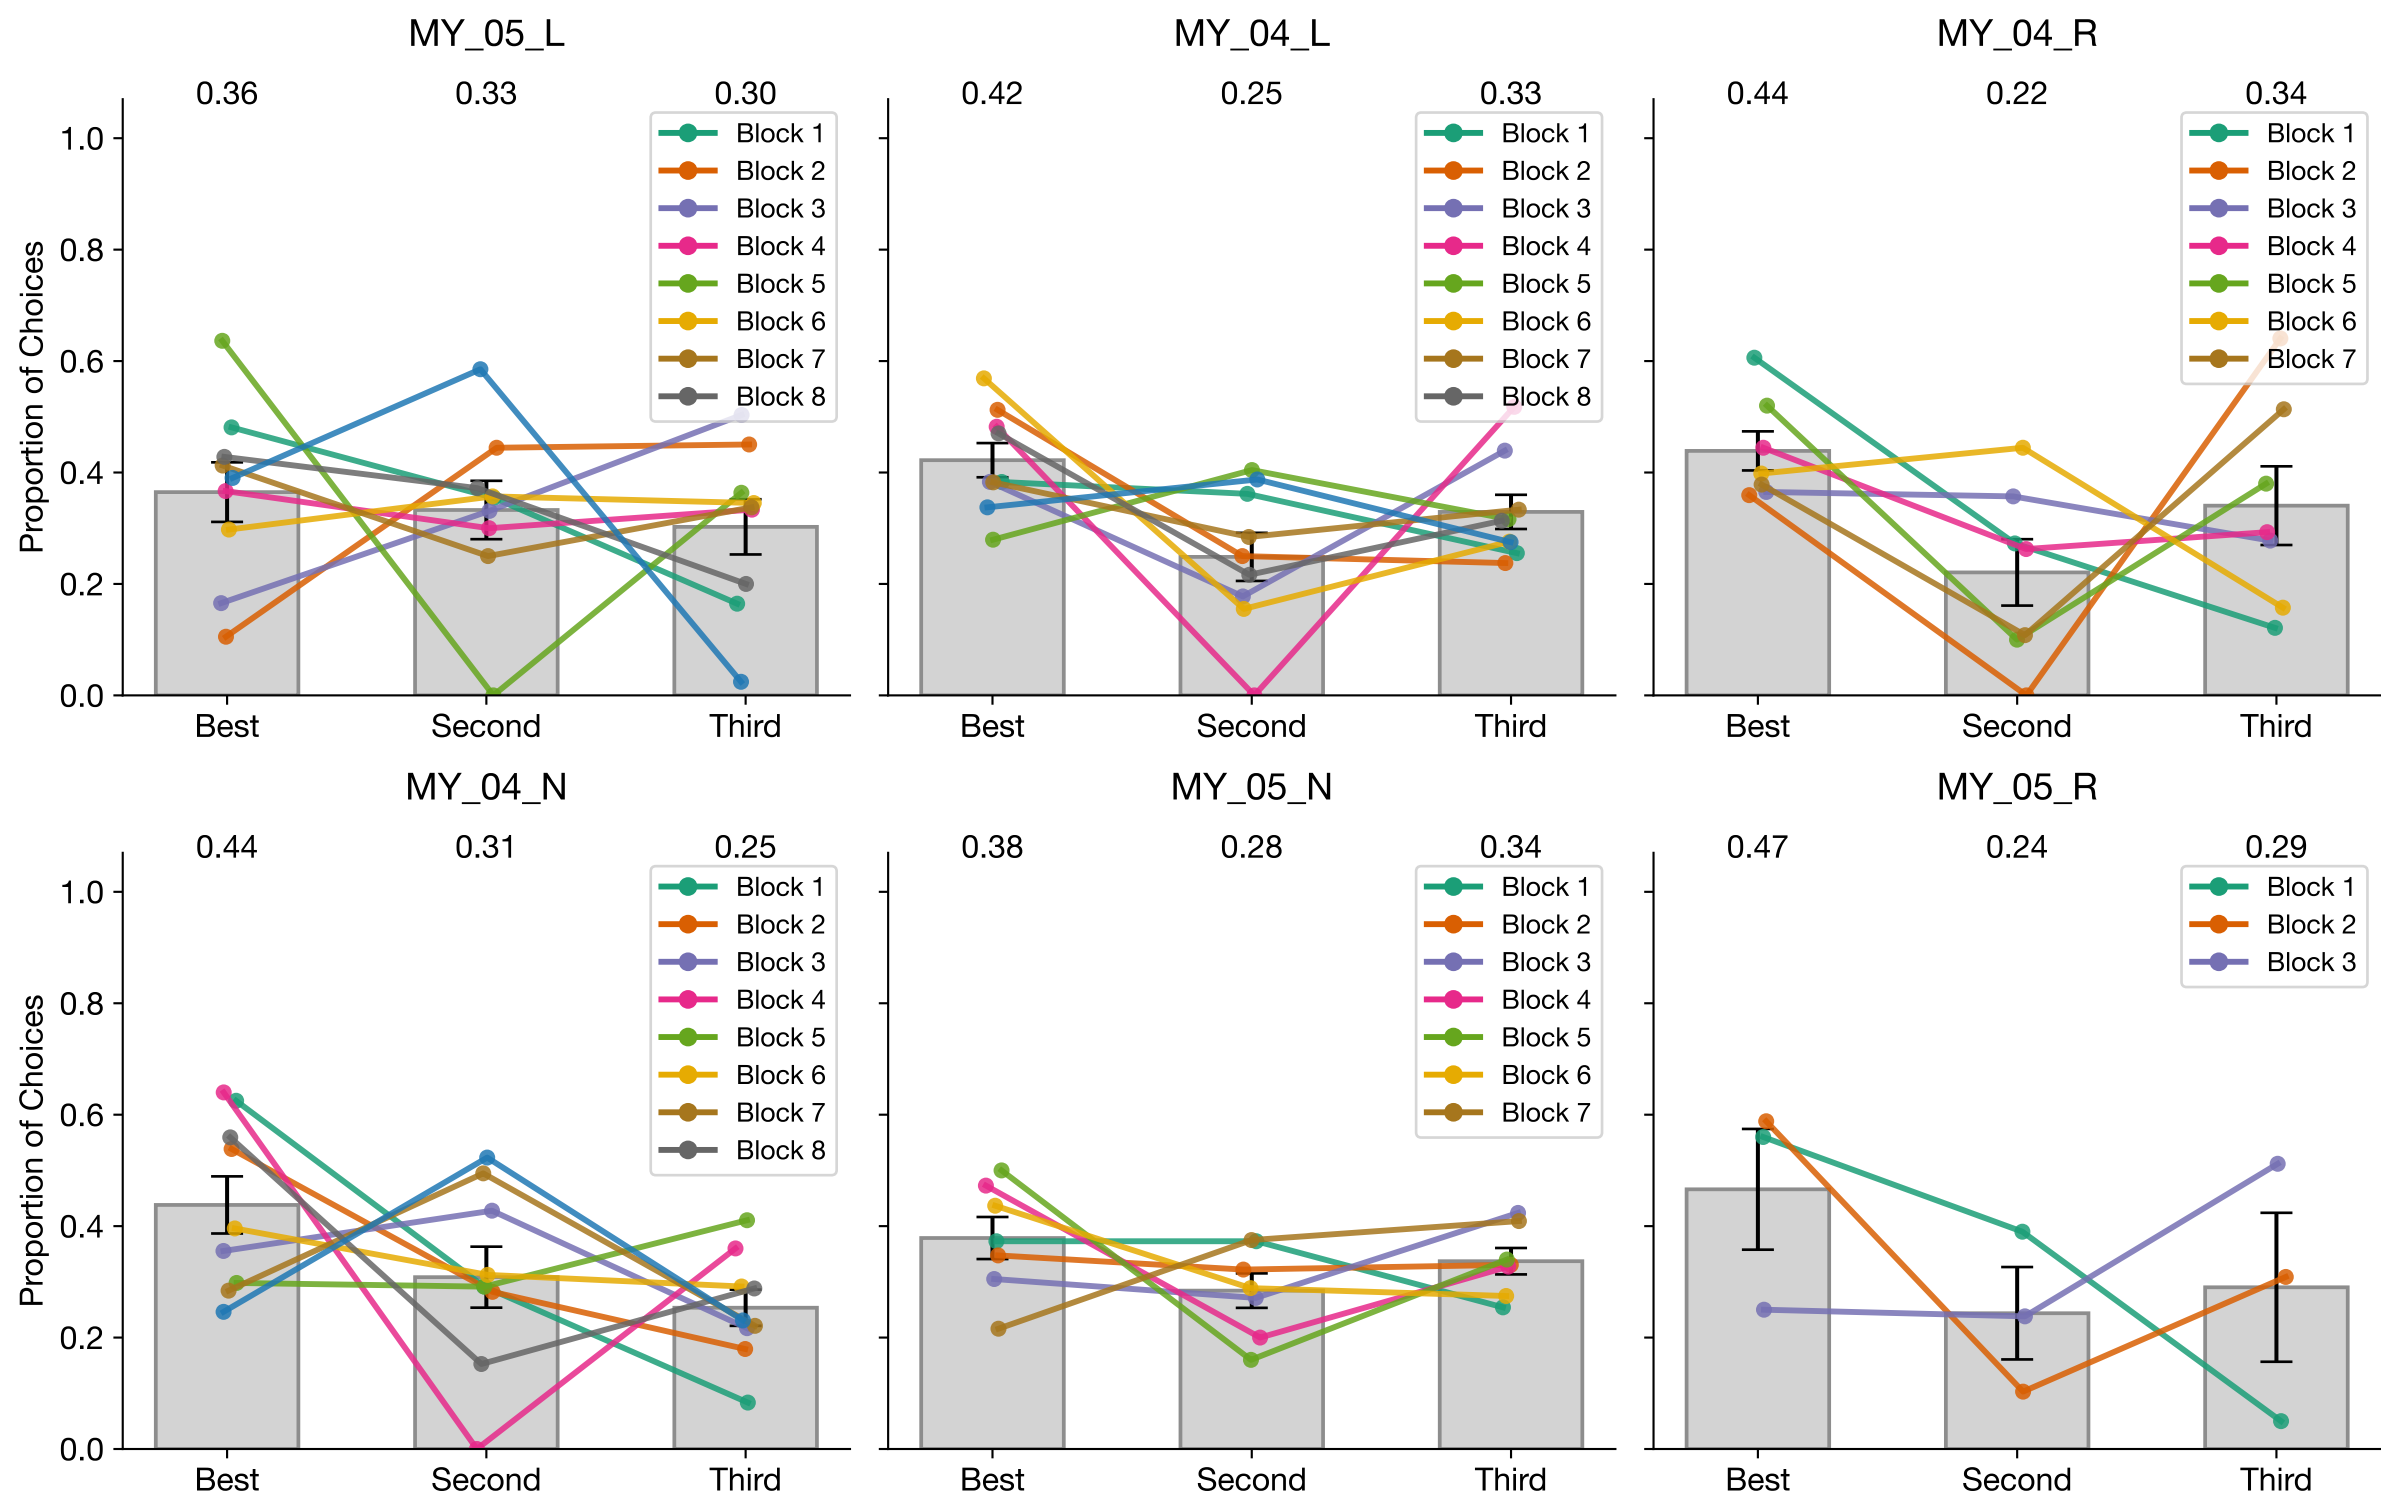 MY_05_L
MY_04_L
MY_04_R
0.36 0.33 0.30
0.42 0.25 0.33
0.44 0.22 0.34
Proportion of Choices
1.0
0.8
0.6
0.4
0.2
0.0
Block 1
Block 2
Block 3
Block 4
Block 5
Block 6
Block 7
Block 8
Block 1
Block 2
Block 3
Block 4
Block 5
Block 6
Block 7
Block 8
Block 1
Block 2
Block 3
Block 4
Block 5
Block 6
Block 7
Best Second Third
Best Second Third
Best Second Third
MY_04_N
MY_05_N
MY_05_R
0.44 0.31 0.25
0.38 0.28 0.34
0.47 0.24 0.29
Proportion of Choices
1.0
0.8
0.6
0.4
0.2
0.0
Block 1
Block 2
Block 3
Block 4
Block 5
Block 6
Block 7
Block 8
Block 1
Block 2
Block 3
Block 4
Block 5
Block 6
Block 7
Block 1
Block 2
Block 3
Best Second Third
Best Second Third
Best Second Third